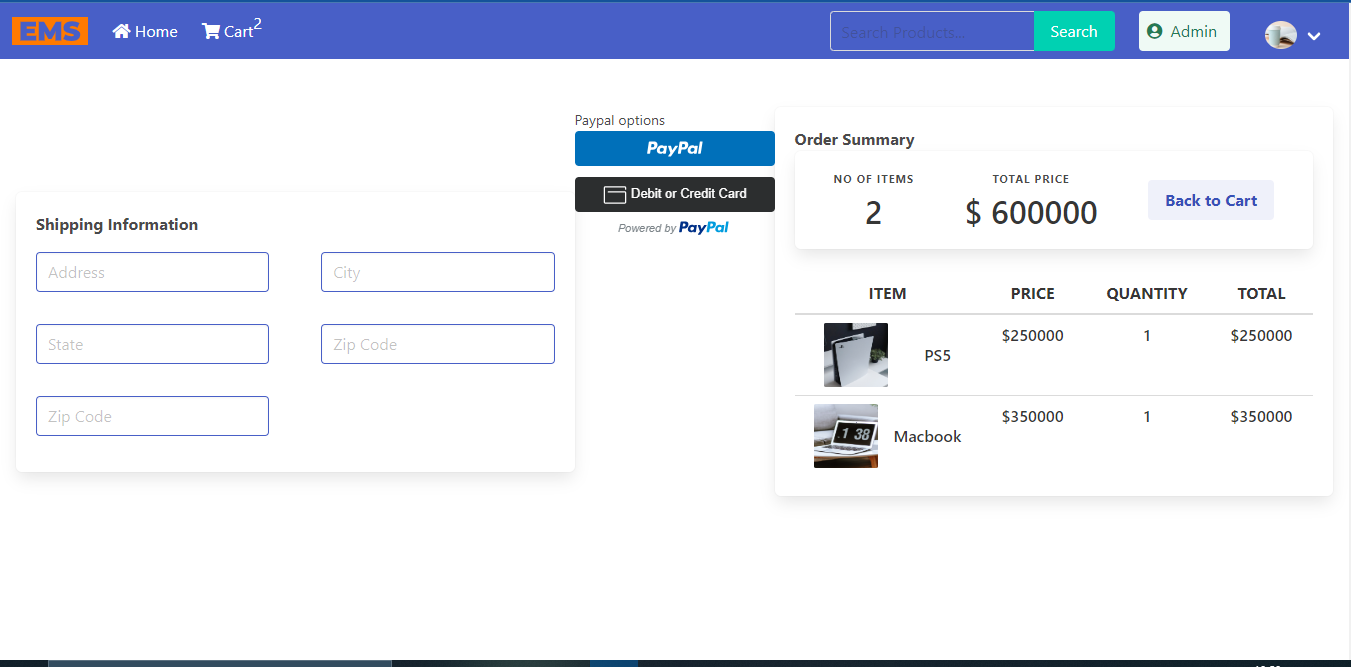 EMS
Home
Cart 2
Search Products...
Search
Admin
Paypal options
PayPal
Debit or Credit Card
Powered by PayPal
Shipping Information
Address
City
State
Zip Code
Zip Code
Order Summary
NO OF ITEMS
2
TOTAL PRICE
$ 600000
Back to Cart
ITEM PRICE QUANTITY TOTAL
PS5 $250000 1 $250000
1 38
Macbook $350000 1 $350000